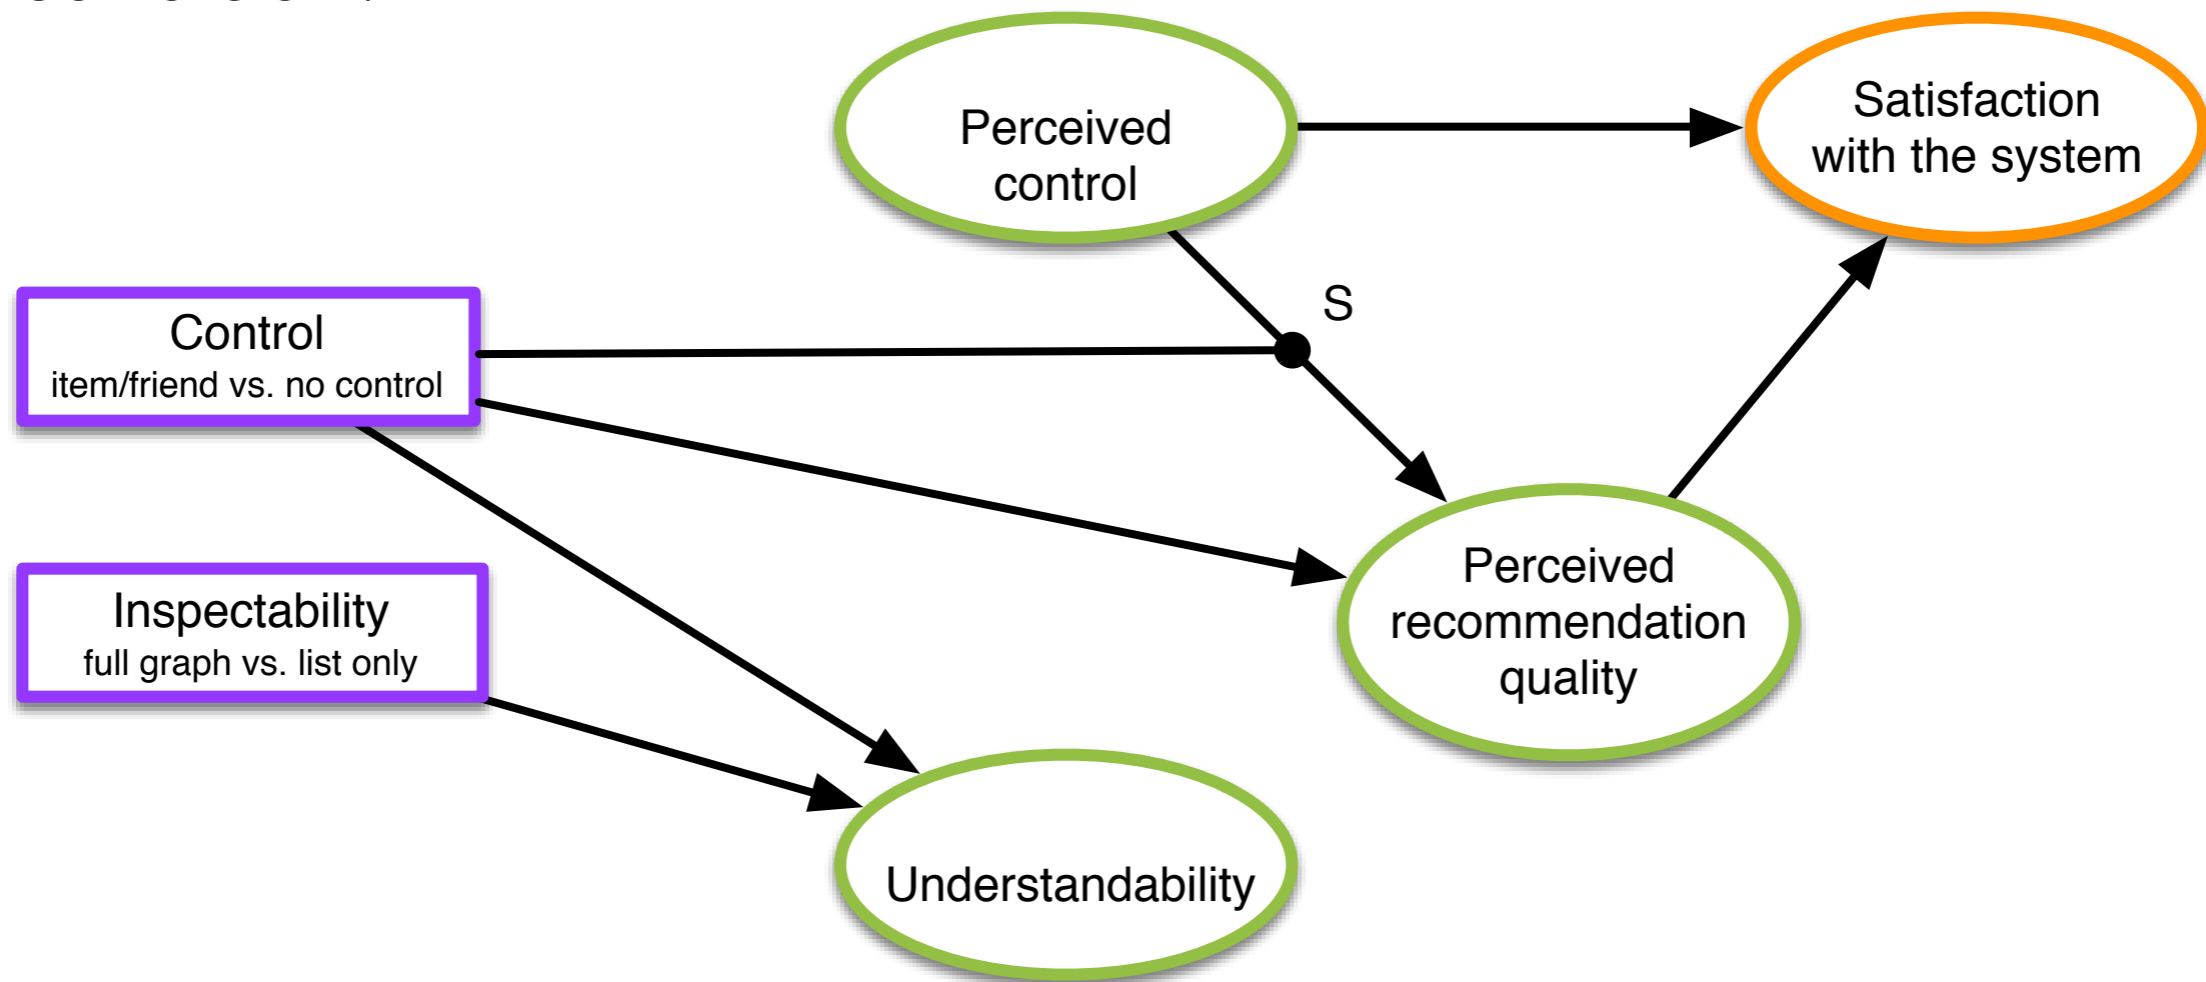 Perceived
control
Satisfaction
with the system
S
Control
item/friend vs. no control
Inspectability
full graph vs. list only
Perceived
recommendation
quality
Understandability